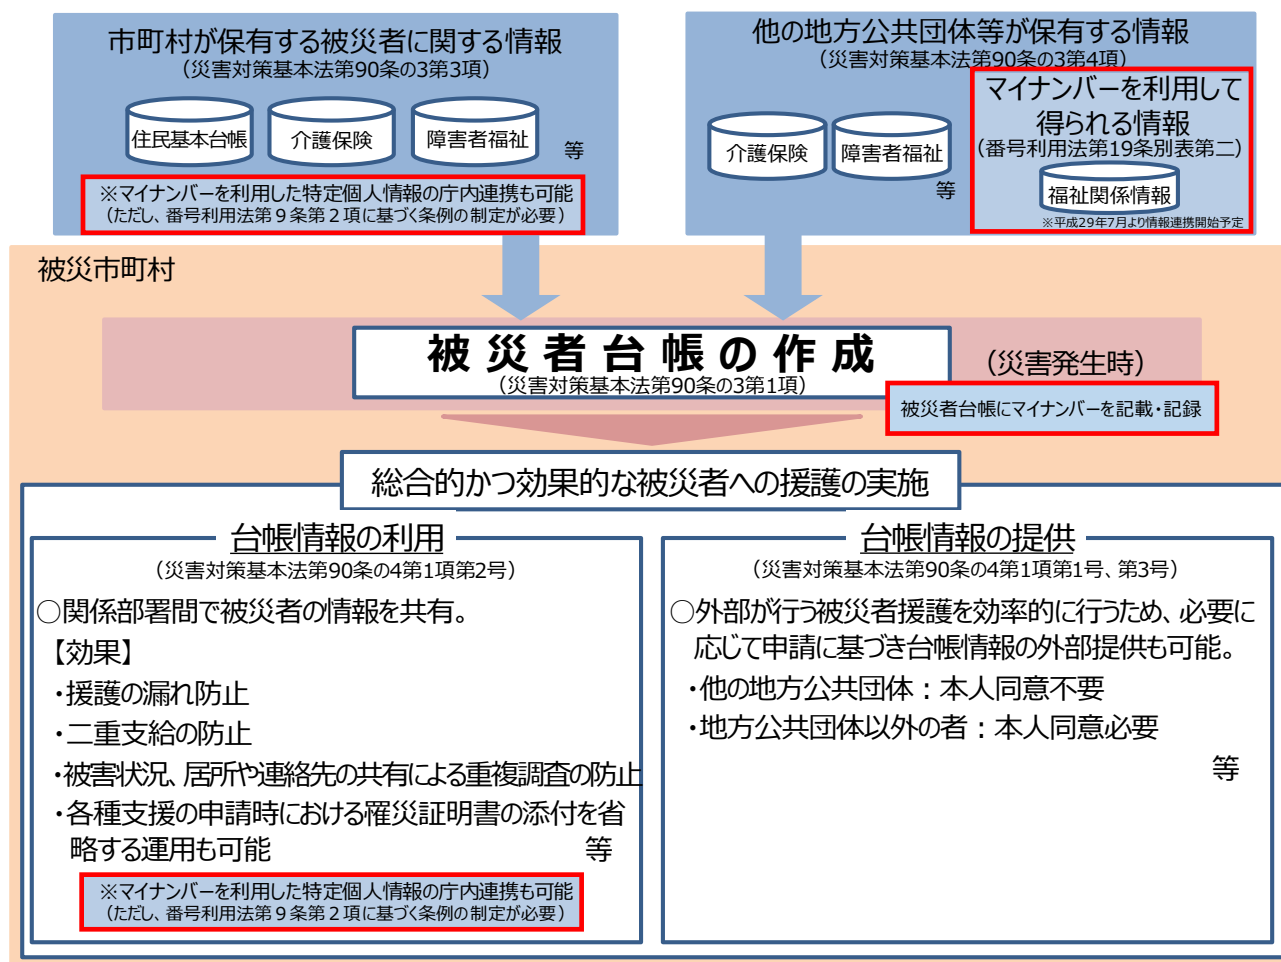 市町村が保有する被災者に関する情報
（災害対策基本法第90条の3第3項）
住民基本台帳
介護保険
障害者福祉
等
※マイナンバーを利用した特定個人情報の庁内連携も可能
（ただし、番号利用法第９条第２項に基づく条例の制定が必要）
他の地方公共団体等が保有する情報
（災害対策基本法第90条の3第4項）
介護保険
障害者福祉
等
マイナンバーを利用して
得られる情報
（番号利用法第19条別表第二）
福祉関係情報
※平成29年7月より情報連携開始予定
被災市町村
被災者台帳の作成
（災害対策基本法第90条の3第1項）
（災害発生時）
被災者台帳にマイナンバーを記載・記録
総合的かつ効果的な被災者への援護の実施
台帳情報の利用
（災害対策基本法第90条の4第1項第2号）
○関係部署間で被災者の情報を共有。
【効果】
・援護の漏れ防止
・二重支給の防止
・被害状況、居所や連絡先の共有による重複調査の防止
・各種支援の申請時における罹災証明書の添付を省
略する運用も可能 等
※マイナンバーを利用した特定個人情報の庁内連携も可能
（ただし、番号利用法第９条第２項に基づく条例の制定が必要）
台帳情報の提供
（災害対策基本法第90条の4第1項第1号、第3号）
○外部が行う被災者援護を効率的に行うため、必要に
応じて申請に基づき台帳情報の外部提供も可能。
・他の地方公共団体：本人同意不要
・地方公共団体以外の者：本人同意必要
等